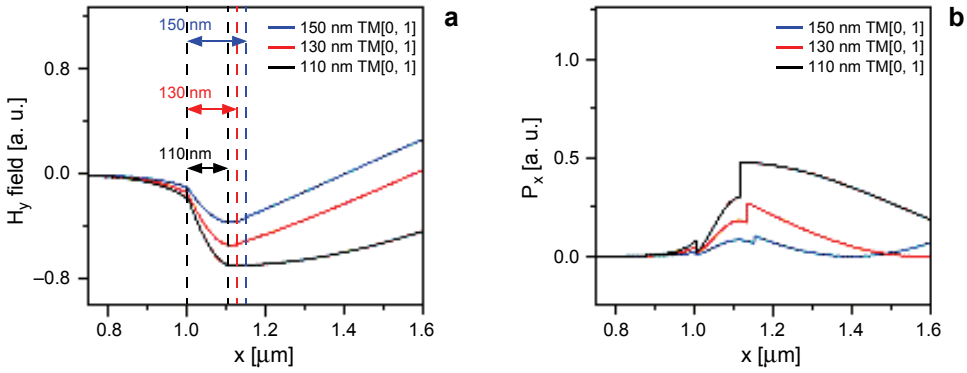 a
150 nm
150 nm TM[0, 1]
130 nm TM[0, 1]
110 nm TM[0, 1]
130 nm
110 nm
Hy field [a. u.]
0.8
0.0
–0.8
0.8
1.0
1.2
1.4
1.6
x [μm]
b
150 nm TM[0, 1]
130 nm TM[0, 1]
110 nm TM[0, 1]
Px [a. u.]
1.0
0.5
0.0
0.8
1.0
1.2
1.4
1.6
x [μm]